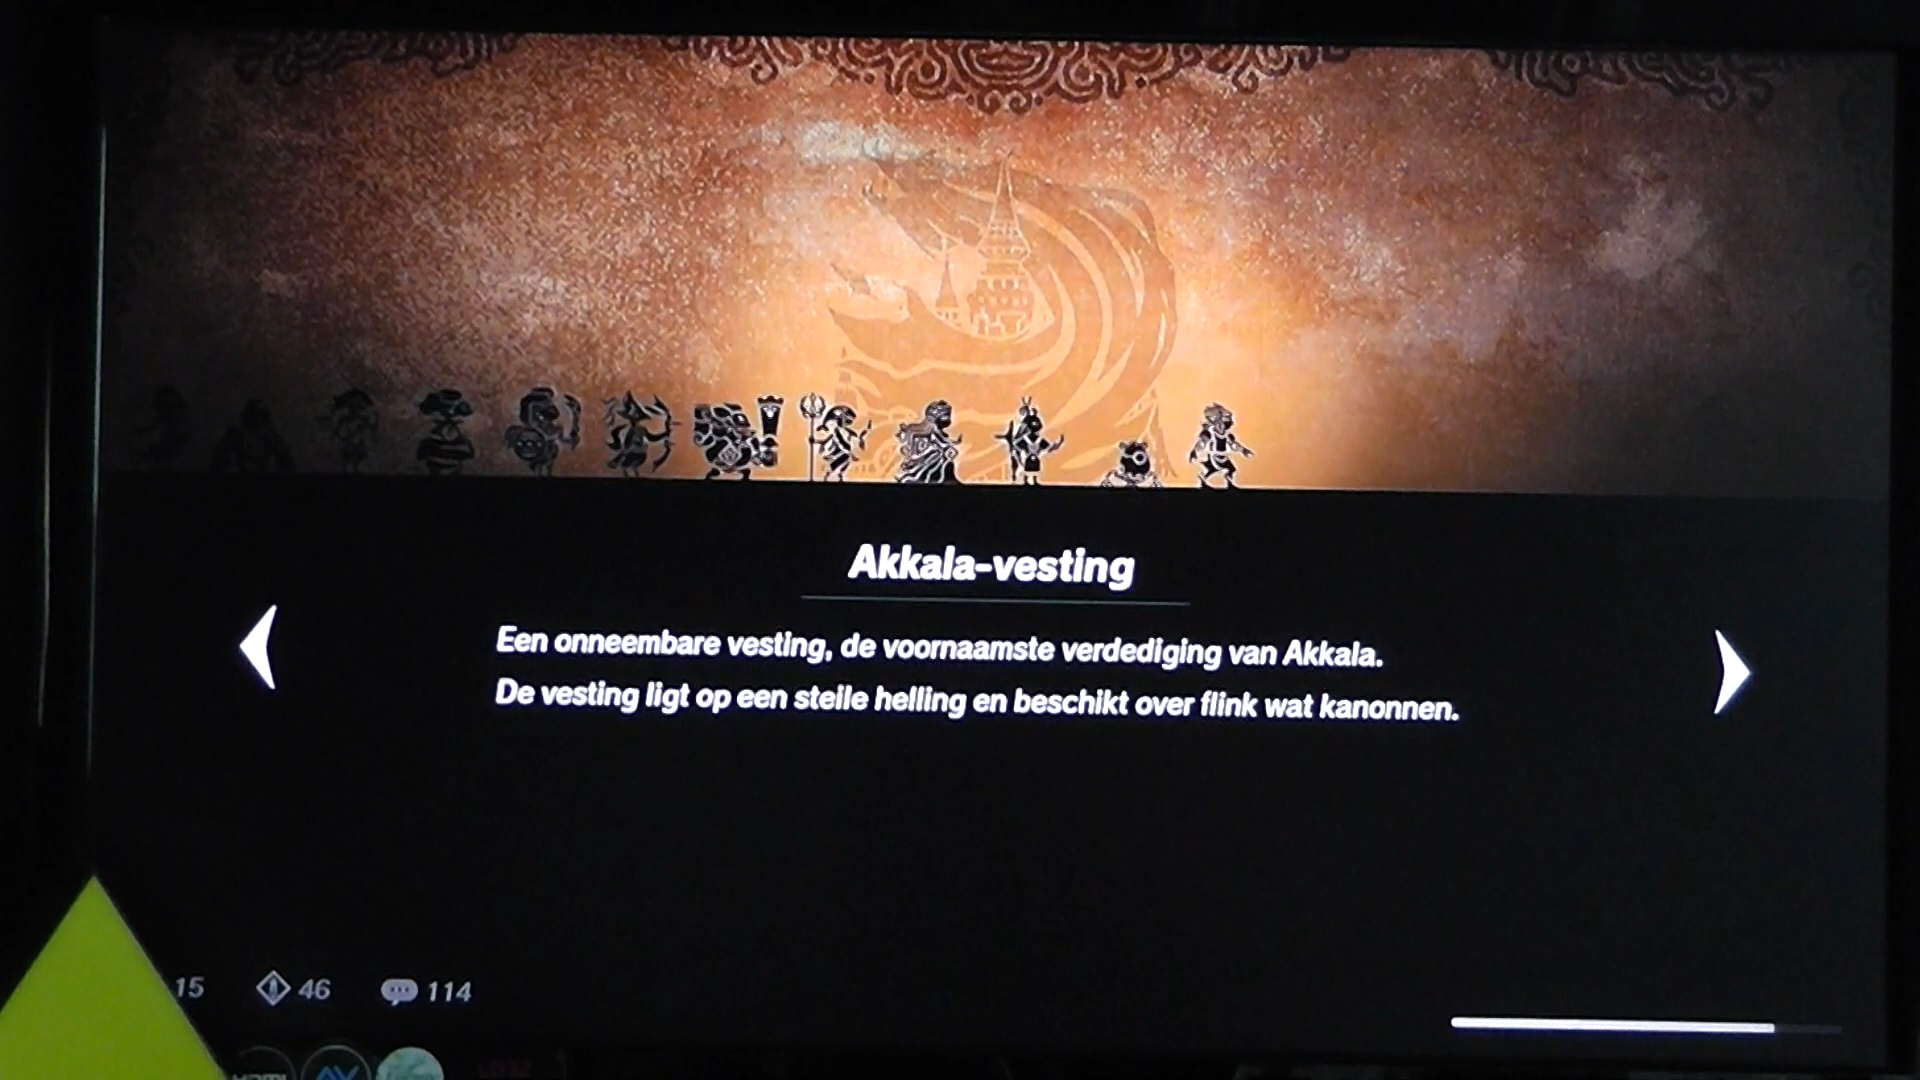 Akkala-vesting
Een onneembare vesting, de voornaamste verdediging van Akkala.
De vesting ligt op een steile helling en beschikt over flink wat kanonnen.
15 46 114